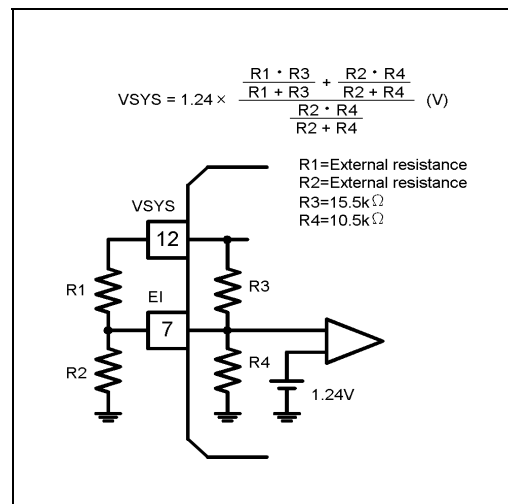 VSYS = 1.24 × (R1 · R3 / R1 + R3 + R2 · R4 / R2 + R4) / (R2 · R4 / R2 + R4) (V)
R1=External resistance
R2=External resistance
R3=15.5kΩ
R4=10.5kΩ
VSYS
12
R1
R3
EI
7
R2
R4
1.24V